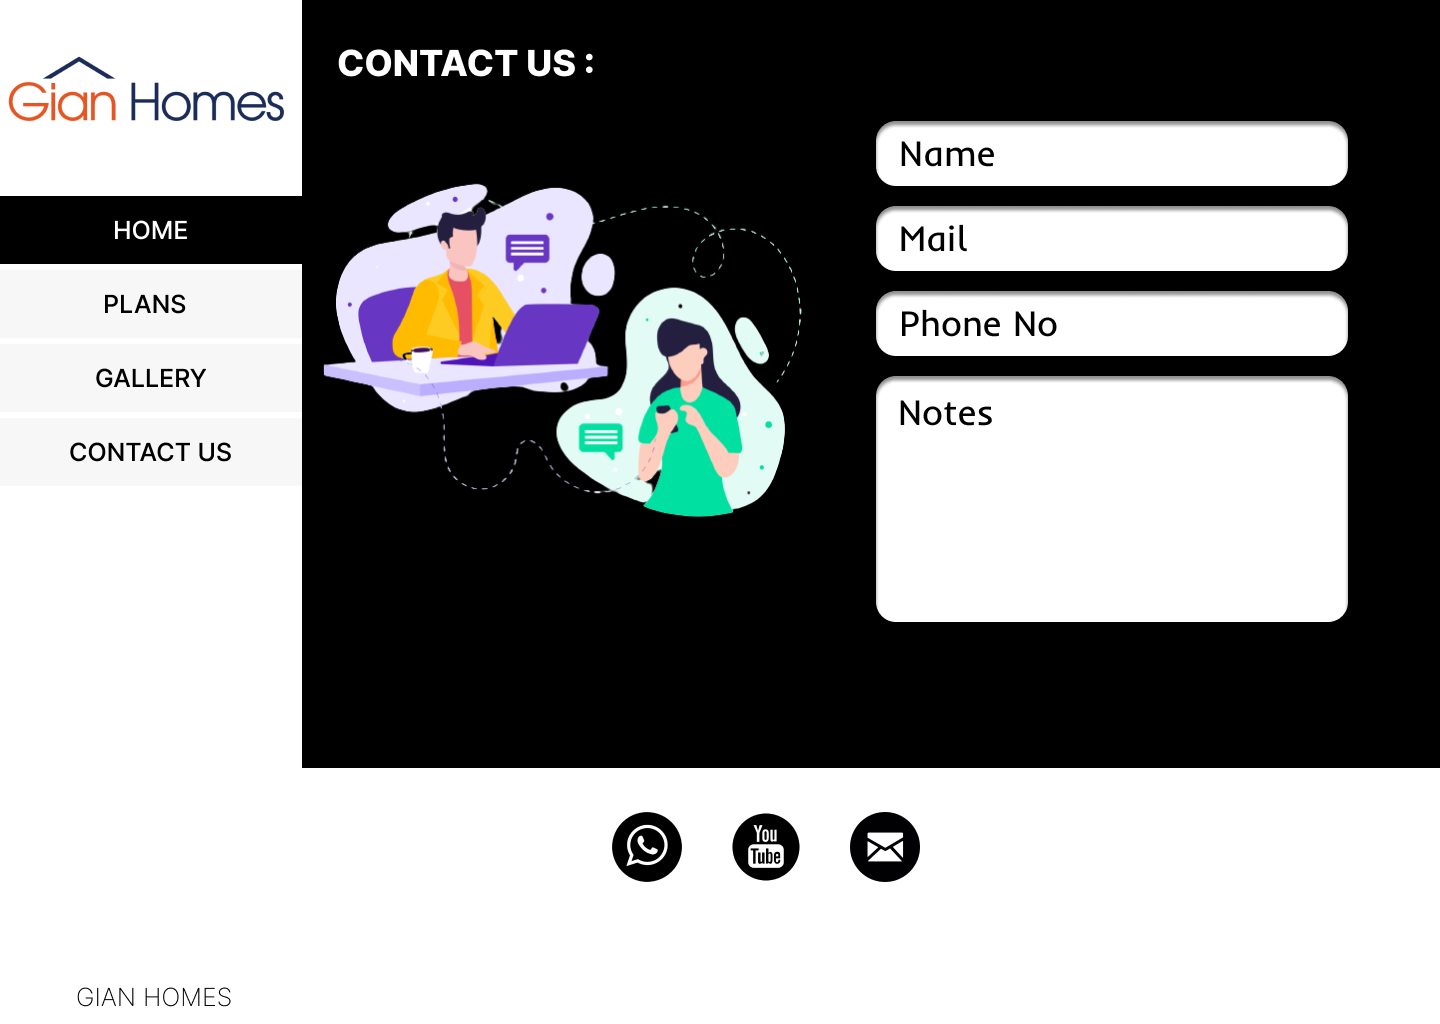 Gian Homes
HOME
PLANS
GALLERY
CONTACT US
CONTACT US :
Name
Mail
Phone No
Notes
You
Tube
GIAN HOMES